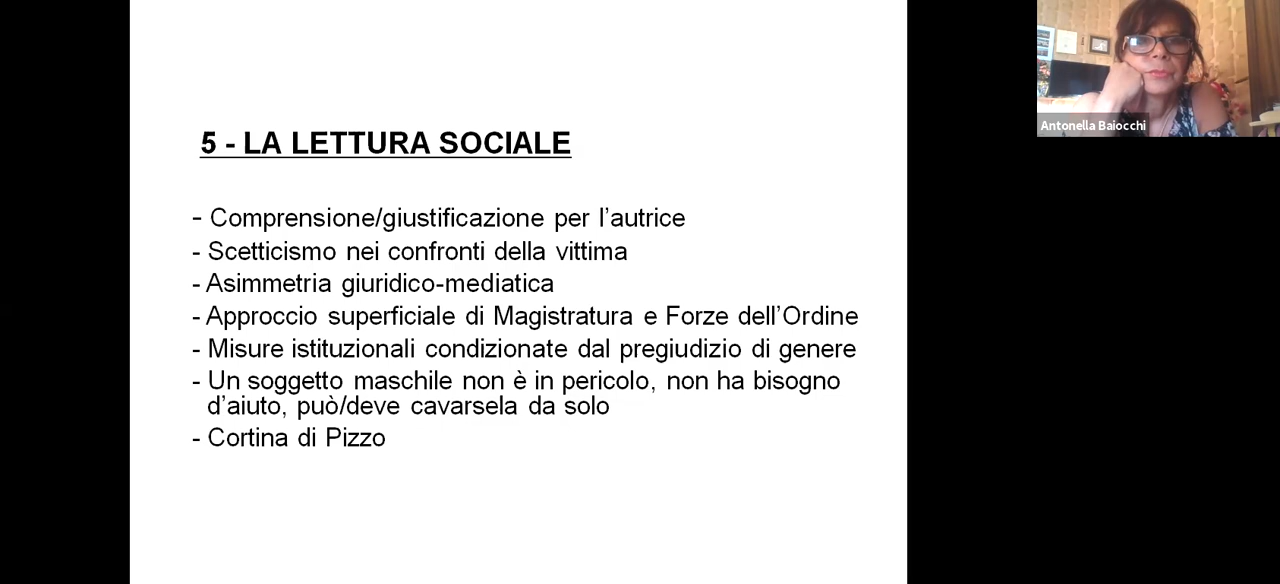 5 - LA LETTURA SOCIALE
- Comprensione/giustificazione per l’autrice
- Scetticismo nei confronti della vittima
- Asimmetria giuridico-mediatica
- Approccio superficiale di Magistratura e Forze dell’Ordine
- Misure istituzionali condizionate dal pregiudizio di genere
- Un soggetto maschile non è in pericolo, non ha bisogno
d’aiuto, può/deve cavarsela da solo
- Cortina di Pizzo
Antonella Baiocchi